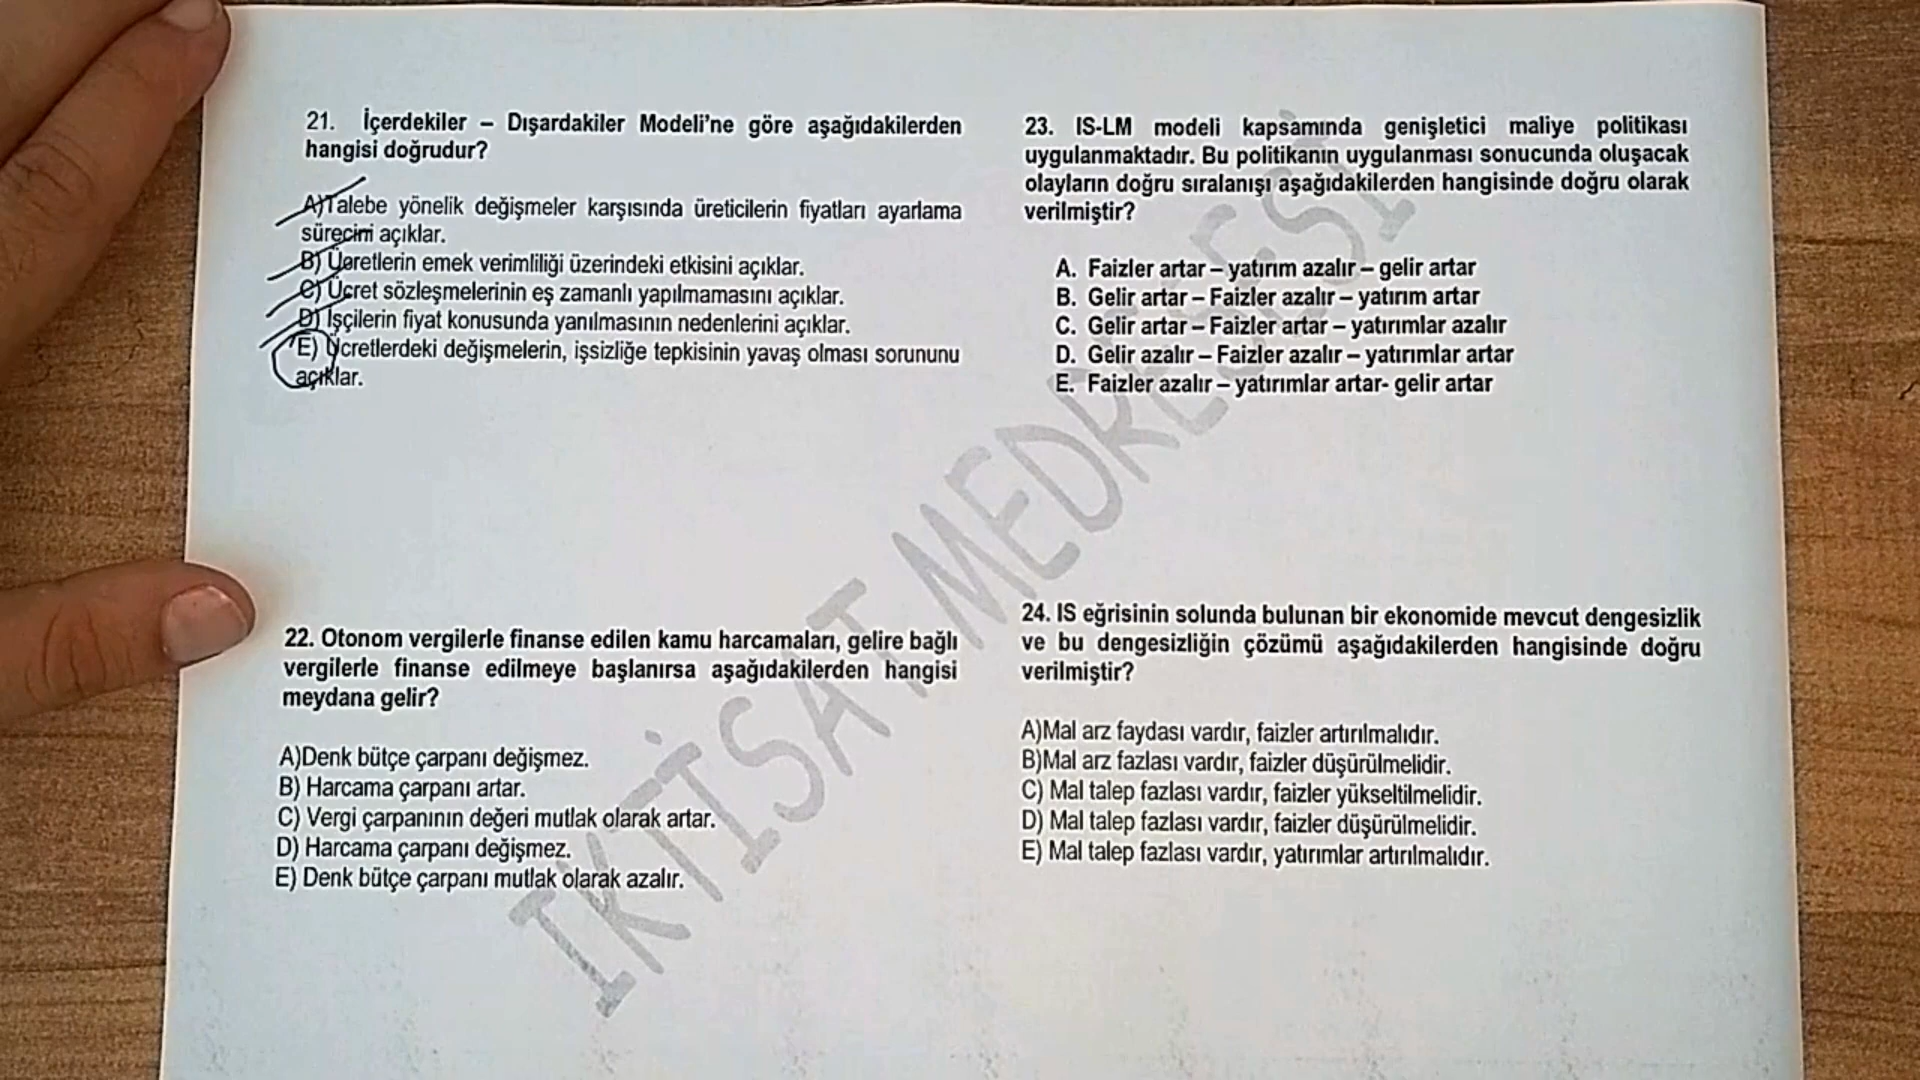 21. İçerdekiler – Dışardakiler Modeli’ne göre aşağıdakilerden
hangisi doğrudur?
A)Talebe yönelik değişmeler karşısında üreticilerin fiyatları ayarlama
sürecini açıklar.
B) Ücretlerin emek verimliliği üzerindeki etkisini açıklar.
C) Ücret sözleşmelerinin eş zamanlı yapılmamasını açıklar.
D) İşçilerin fiyat konusunda yanılmasının nedenlerini açıklar.
E) Ücretlerdeki değişmelerin, işsizliğe tepkisinin yavaş olması sorununu
açıklar.
22. Otonom vergilerle finanse edilen kamu harcamaları, gelire bağlı
vergilerle finanse edilmeye başlanırsa aşağıdakilerden hangisi
meydana gelir?
A)Denk bütçe çarpanı değişmez.
B) Harcama çarpanı artar.
C) Vergi çarpanının değeri mutlak olarak artar.
D) Harcama çarpanı değişmez.
E) Denk bütçe çarpanı mutlak olarak azalır.
23. IS-LM modeli kapsamında genişletici maliye politikası
uygulanmaktadır. Bu politikanın uygulanması sonucunda oluşacak
olayların doğru sıralanışı aşağıdakilerden hangisinde doğru olarak
verilmiştir?
A. Faizler artar – yatırım azalır – gelir artar
B. Gelir artar – Faizler azalır – yatırım artar
C. Gelir artar – Faizler artar – yatırımlar azalır
D. Gelir azalır – Faizler azalır – yatırımlar artar
E. Faizler azalır – yatırımlar artar- gelir artar
24. IS eğrisinin solunda bulunan bir ekonomide mevcut dengesizlik
ve bu dengesizliğin çözümü aşağıdakilerden hangisinde doğru
verilmiştir?
A)Mal arz faydası vardır, faizler artırılmalıdır.
B)Mal arz fazlası vardır, faizler düşürülmelidir.
C) Mal talep fazlası vardır, faizler yükseltilmelidir.
D) Mal talep fazlası vardır, faizler düşürülmelidir.
E) Mal talep fazlası vardır, yatırımlar artırılmalıdır.
İKTİSAT MEDRESESİ